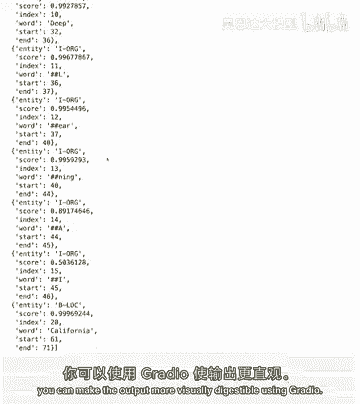 'score': 0.9927857,
'index': 10,
'word': 'Deep',
'start': 32,
'end': 36},
{'entity': 'I-ORG',
'score': 0.99677867,
'index': 11,
'word': '##L',
'start': 36,
'end': 37},
{'entity': 'I-ORG',
'score': 0.9954496,
'index': 12,
'word': '##ear',
'start': 37,
'end': 40},
{'entity': 'I-ORG',
'score': 0.9959293,
'index': 13,
'word': '##ning',
'start': 40,
'end': 44},
{'entity': 'I-ORG',
'score': 0.89174646,
'index': 14,
'word': '##A',
'start': 44,
'end': 45},
{'entity': 'I-ORG',
'score': 0.5036128,
'index': 15,
'word': '##I',
'start': 45,
'end': 46},
{'entity': 'B-LOC',
'score': 0.99969244,
'index': 20,
'word': 'California',
'start': 61,
'end': 71}]
你可以使用 Gradio 使输出更直观。
you can make the output more visually digestible using Gradio.